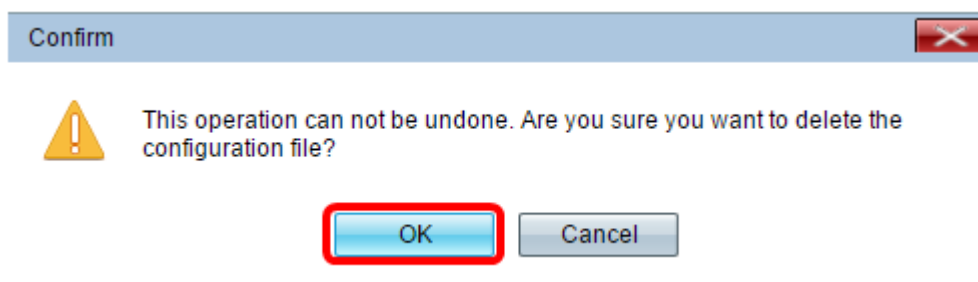 Confirm
This operation can not be undone. Are you sure you want to delete the
configuration file?
OK
Cancel